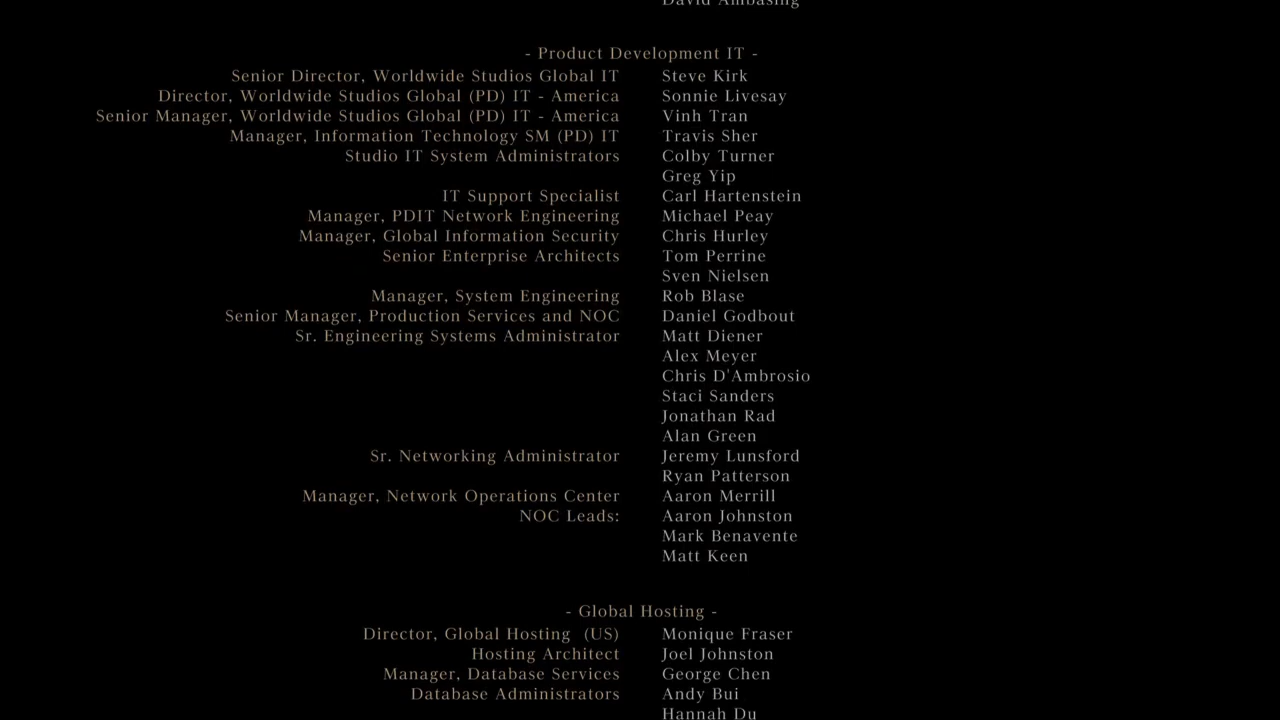 David Ambasing
- Product Development IT -
Senior Director, Worldwide Studios Global IT Steve Kirk
Director, Worldwide Studios Global (PD) IT - America Sonnie Livesay
Senior Manager, Worldwide Studios Global (PD) IT - America Vinh Tran
Manager, Information Technology SM (PD) IT Travis Sher
Studio IT System Administrators Colby Turner
Greg Yip
IT Support Specialist Carl Hartenstein
Manager, PDIT Network Engineering Michael Peay
Manager, Global Information Security Chris Hurley
Senior Enterprise Architects Tom Perrine
Sven Nielsen
Manager, System Engineering Rob Blase
Senior Manager, Production Services and NOC Daniel Godbout
Sr. Engineering Systems Administrator Matt Diener
Alex Meyer
Chris D'Ambrosio
Staci Sanders
Jonathan Rad
Alan Green
Sr. Networking Administrator Jeremy Lunsford
Ryan Patterson
Manager, Network Operations Center Aaron Merrill
NOC Leads: Aaron Johnston
Mark Benavente
Matt Keen
- Global Hosting -
Director, Global Hosting (US) Monique Fraser
Hosting Architect Joel Johnston
Manager, Database Services George Chen
Database Administrators Andy Bui
Hannah Du